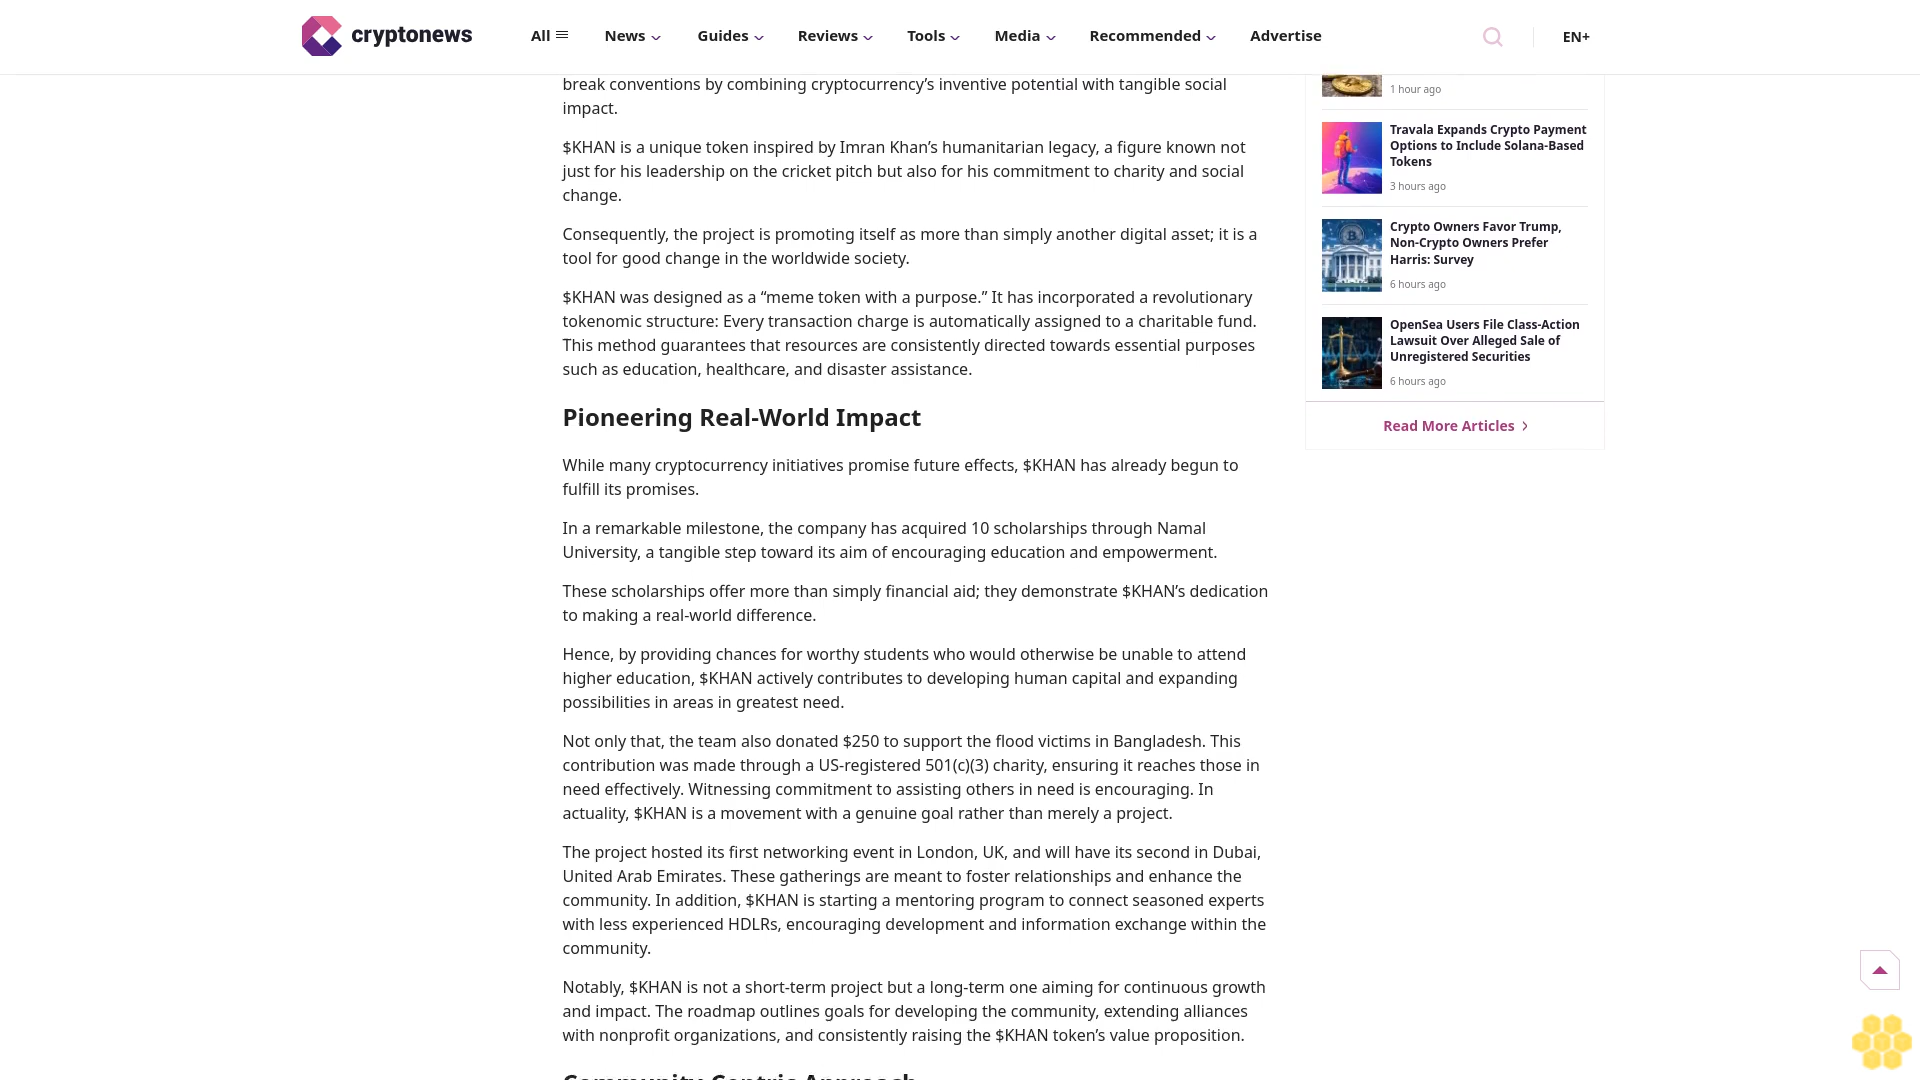 cryptonews
All
News
Guides
Reviews
Tools
Media
Recommended
Advertise
EN+
break conventions by combining cryptocurrency’s inventive potential with tangible social
impact.
$KHAN is a unique token inspired by Imran Khan’s humanitarian legacy, a figure known not
just for his leadership on the cricket pitch but also for his commitment to charity and social
change.
Consequently, the project is promoting itself as more than simply another digital asset; it is a
tool for good change in the worldwide society.
$KHAN was designed as a “meme token with a purpose.” It has incorporated a revolutionary
tokenomic structure: Every transaction charge is automatically assigned to a charitable fund.
This method guarantees that resources are consistently directed towards essential purposes
such as education, healthcare, and disaster assistance.
Pioneering Real-World Impact
While many cryptocurrency initiatives promise future effects, $KHAN has already begun to
fulfill its promises.
In a remarkable milestone, the company has acquired 10 scholarships through Namal
University, a tangible step toward its aim of encouraging education and empowerment.
These scholarships offer more than simply financial aid; they demonstrate $KHAN’s dedication
to making a real-world difference.
Hence, by providing chances for worthy students who would otherwise be unable to attend
higher education, $KHAN actively contributes to developing human capital and expanding
possibilities in areas in greatest need.
Not only that, the team also donated $250 to support the flood victims in Bangladesh. This
contribution was made through a US-registered 501(c)(3) charity, ensuring it reaches those in
need effectively. Witnessing commitment to assisting others in need is encouraging. In
actuality, $KHAN is a movement with a genuine goal rather than merely a project.
The project hosted its first networking event in London, UK, and will have its second in Dubai,
United Arab Emirates. These gatherings are meant to foster relationships and enhance the
community. In addition, $KHAN is starting a mentoring program to connect seasoned experts
with less experienced HDLRs, encouraging development and information exchange within the
community.
Notably, $KHAN is not a short-term project but a long-term one aiming for continuous growth
and impact. The roadmap outlines goals for developing the community, extending alliances
with nonprofit organizations, and consistently raising the $KHAN token’s value proposition.
Community-Centric Approach
1 hour ago
Travala Expands Crypto Payment
Options to Include Solana-Based
Tokens
3 hours ago
Crypto Owners Favor Trump,
Non-Crypto Owners Prefer
Harris: Survey
6 hours ago
OpenSea Users File Class-Action
Lawsuit Over Alleged Sale of
Unregistered Securities
6 hours ago
Read More Articles